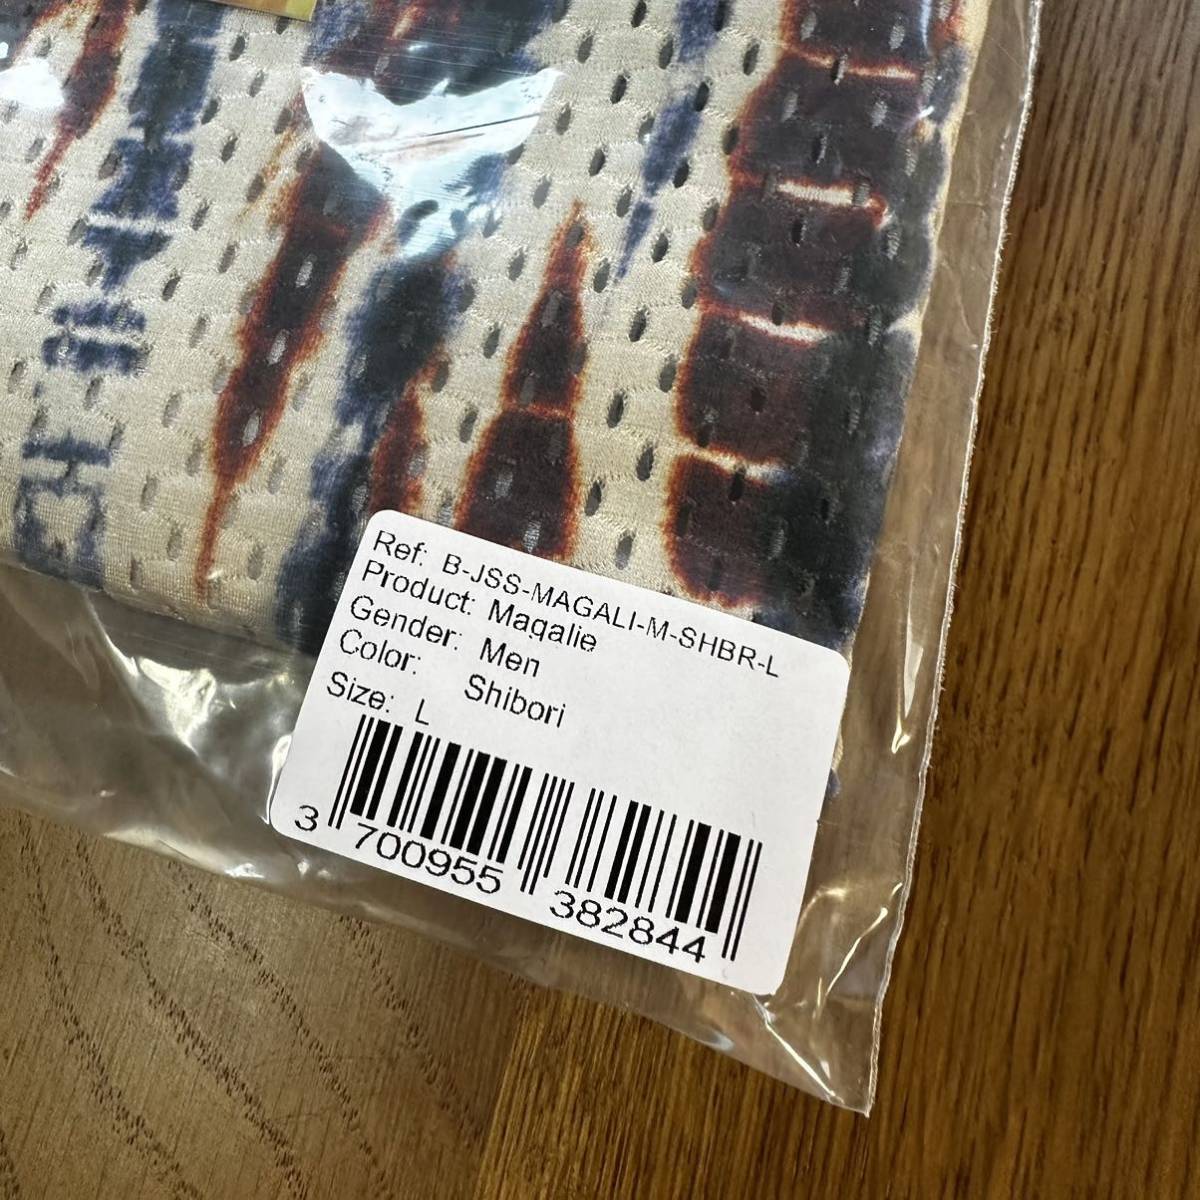 Ref: B-JSS-MAGALI-M-SHBR-L
Product: Magalie
Gender: Men
Color: Shibori
Size: L
3 700955 382844